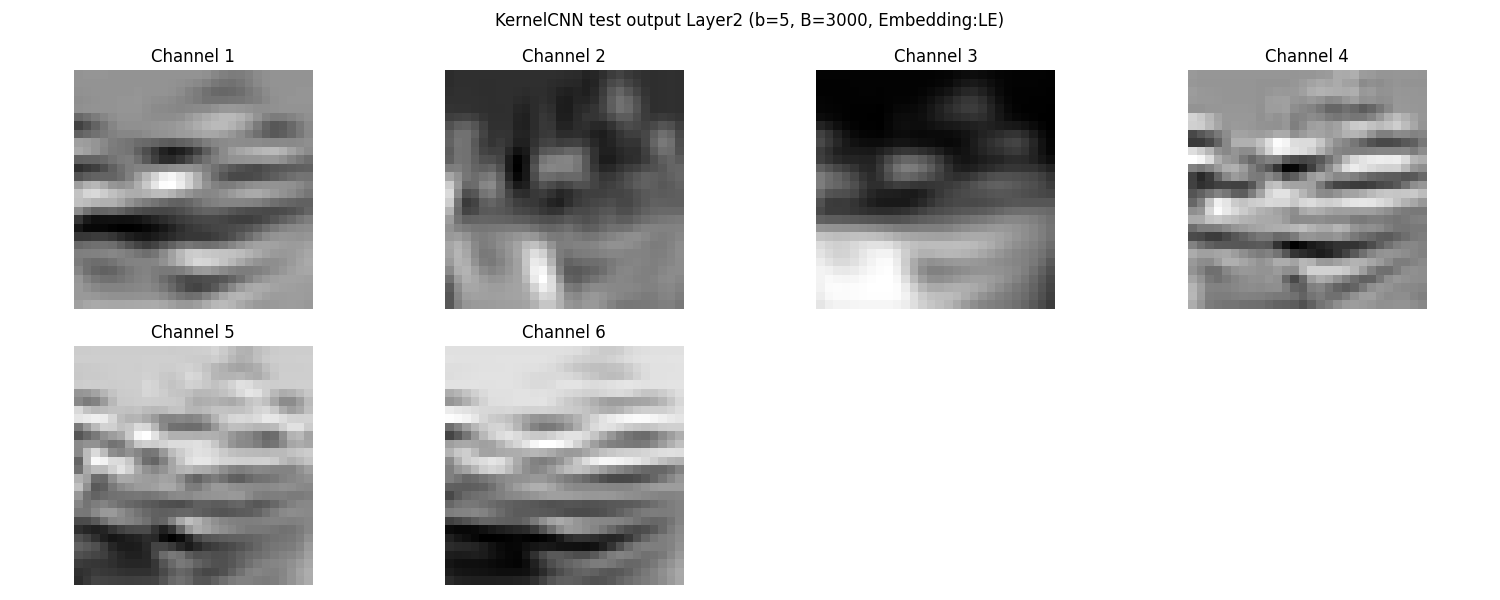 KernelCNN test output Layer2 (b=5, B=3000, Embedding:LE)
Channel 1
Channel 2
Channel 3
Channel 4
Channel 5
Channel 6